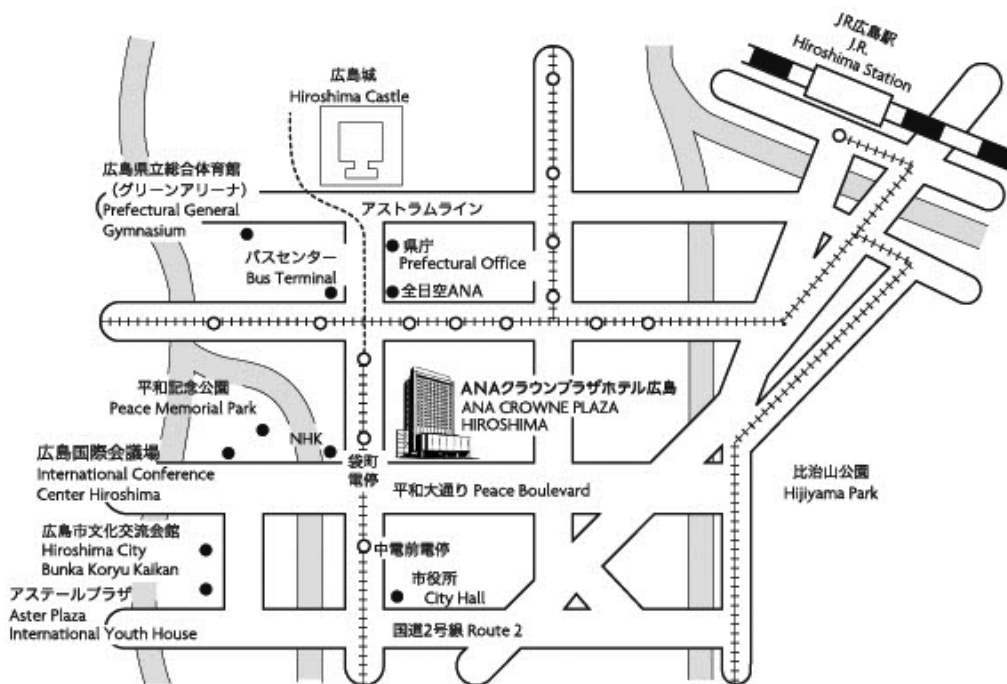 JR広島駅
J.R.
Hiroshima Station
広島城
Hiroshima Castle
広島県立総合体育館
（グリーンアリーナ）
Prefectural General
Gymnasium
アストラムライン
バスセンター
Bus Terminal
県庁
Prefectural Office
全日空ANA
平和記念公園
Peace Memorial Park
ANAクラウンプラザホテル広島
ANA CROWNE PLAZA
HIROSHIMA
NHK
広島国際会議場
International Conference
Center Hiroshima
袋町
電停
平和大通り Peace Boulevard
比治山公園
Hijiyama Park
広島市文化交流会館
Hiroshima City
Bunka Koryu Kaikan
中電前電停
アステールプラザ
Aster Plaza
International Youth House
市役所
City Hall
国道2号線 Route 2